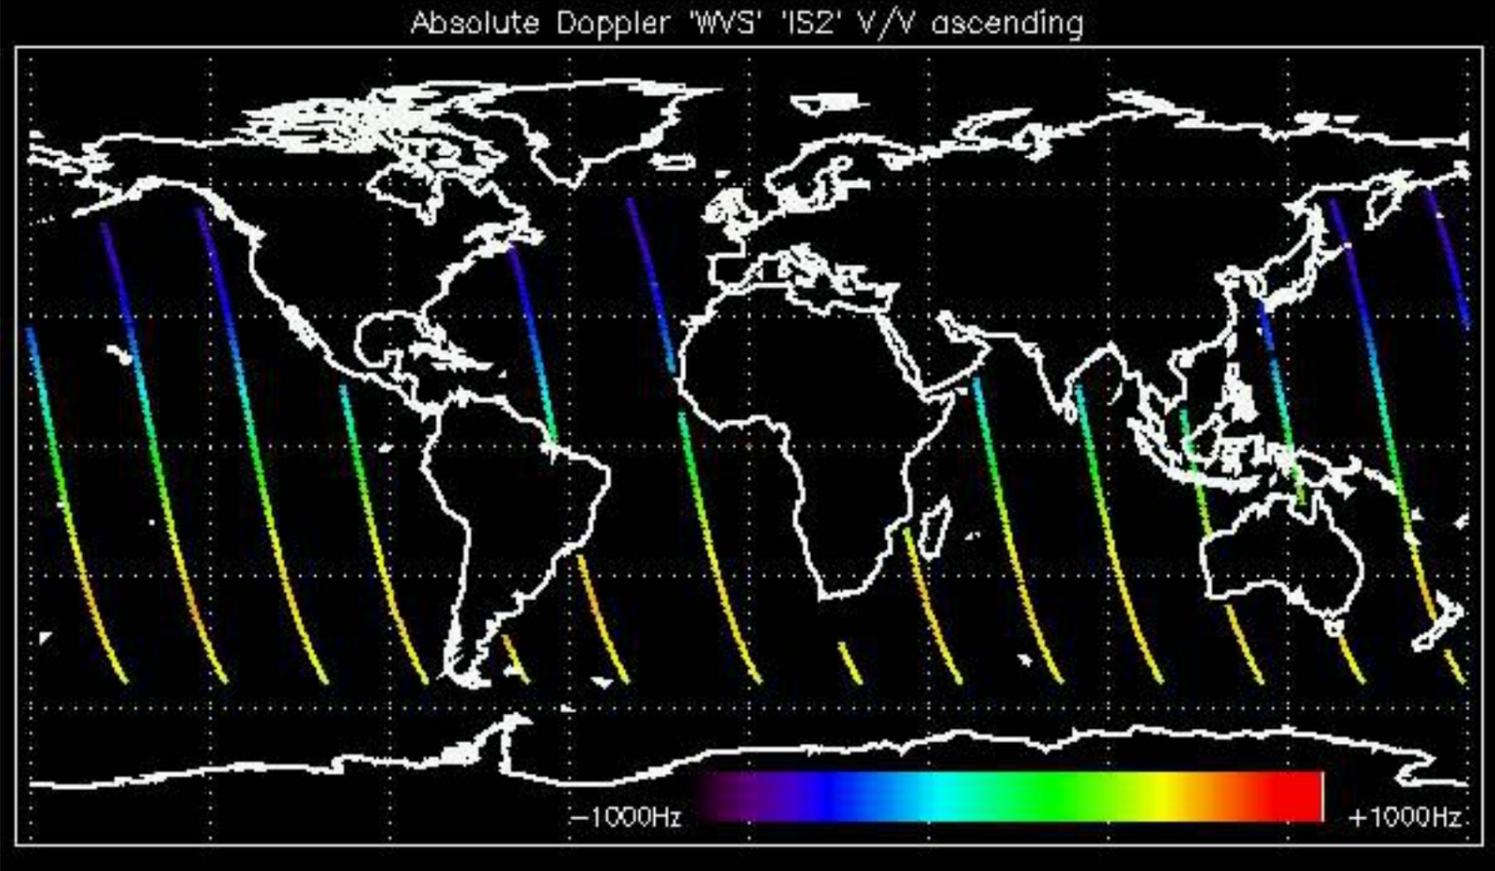 Absolute Doppler 'WVS' 'IS2' V/V ascending
-1000Hz +1000Hz